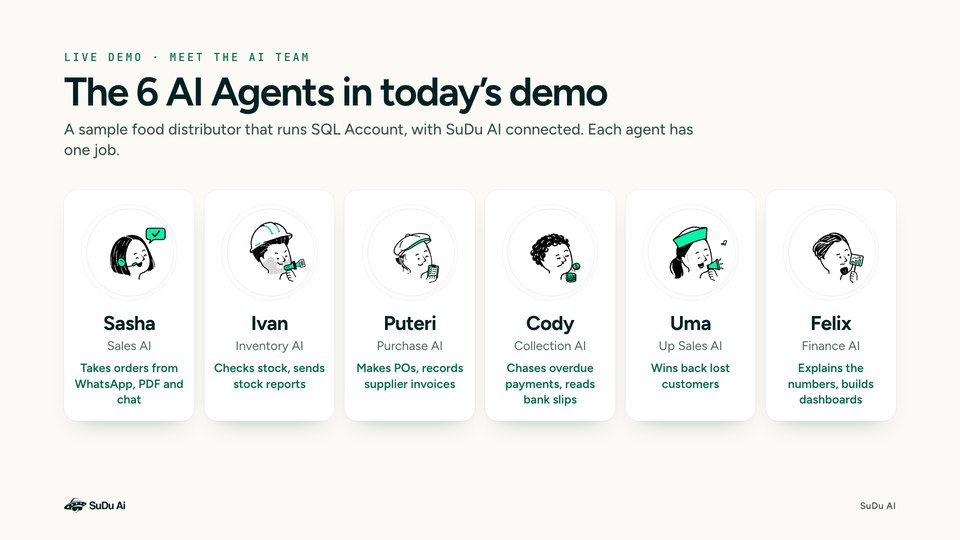 LIVE DEMO · MEET THE AI TEAM
The 6 AI Agents in today’s demo
A sample food distributor that runs SQL Account, with SuDu AI connected. Each agent has
one job.
Sasha
Sales AI
Takes orders from
WhatsApp, PDF and
chat
Ivan
Inventory AI
Checks stock, sends
stock reports
Puteri
Purchase AI
Makes POs, records
supplier invoices
Cody
Collection AI
Chases overdue
payments, reads
bank slips
Uma
Up Sales AI
Wins back lost
customers
Felix
Finance AI
Explains the
numbers, builds
dashboards
SuDu Ai
SuDu AI